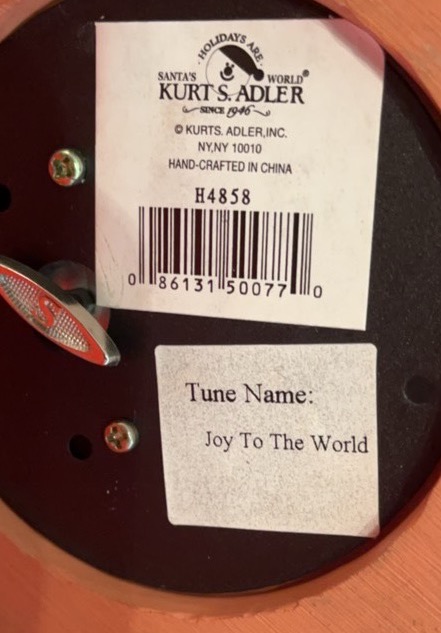 HOLIDAYS ARE
SANTA'S WORLD®
KURT S. ADLER
SINCE 1946
© KURTS. ADLER,INC.
NY,NY 10010
HAND-CRAFTED IN CHINA
H4858
0 86131 50077 0
Tune Name:
Joy To The World